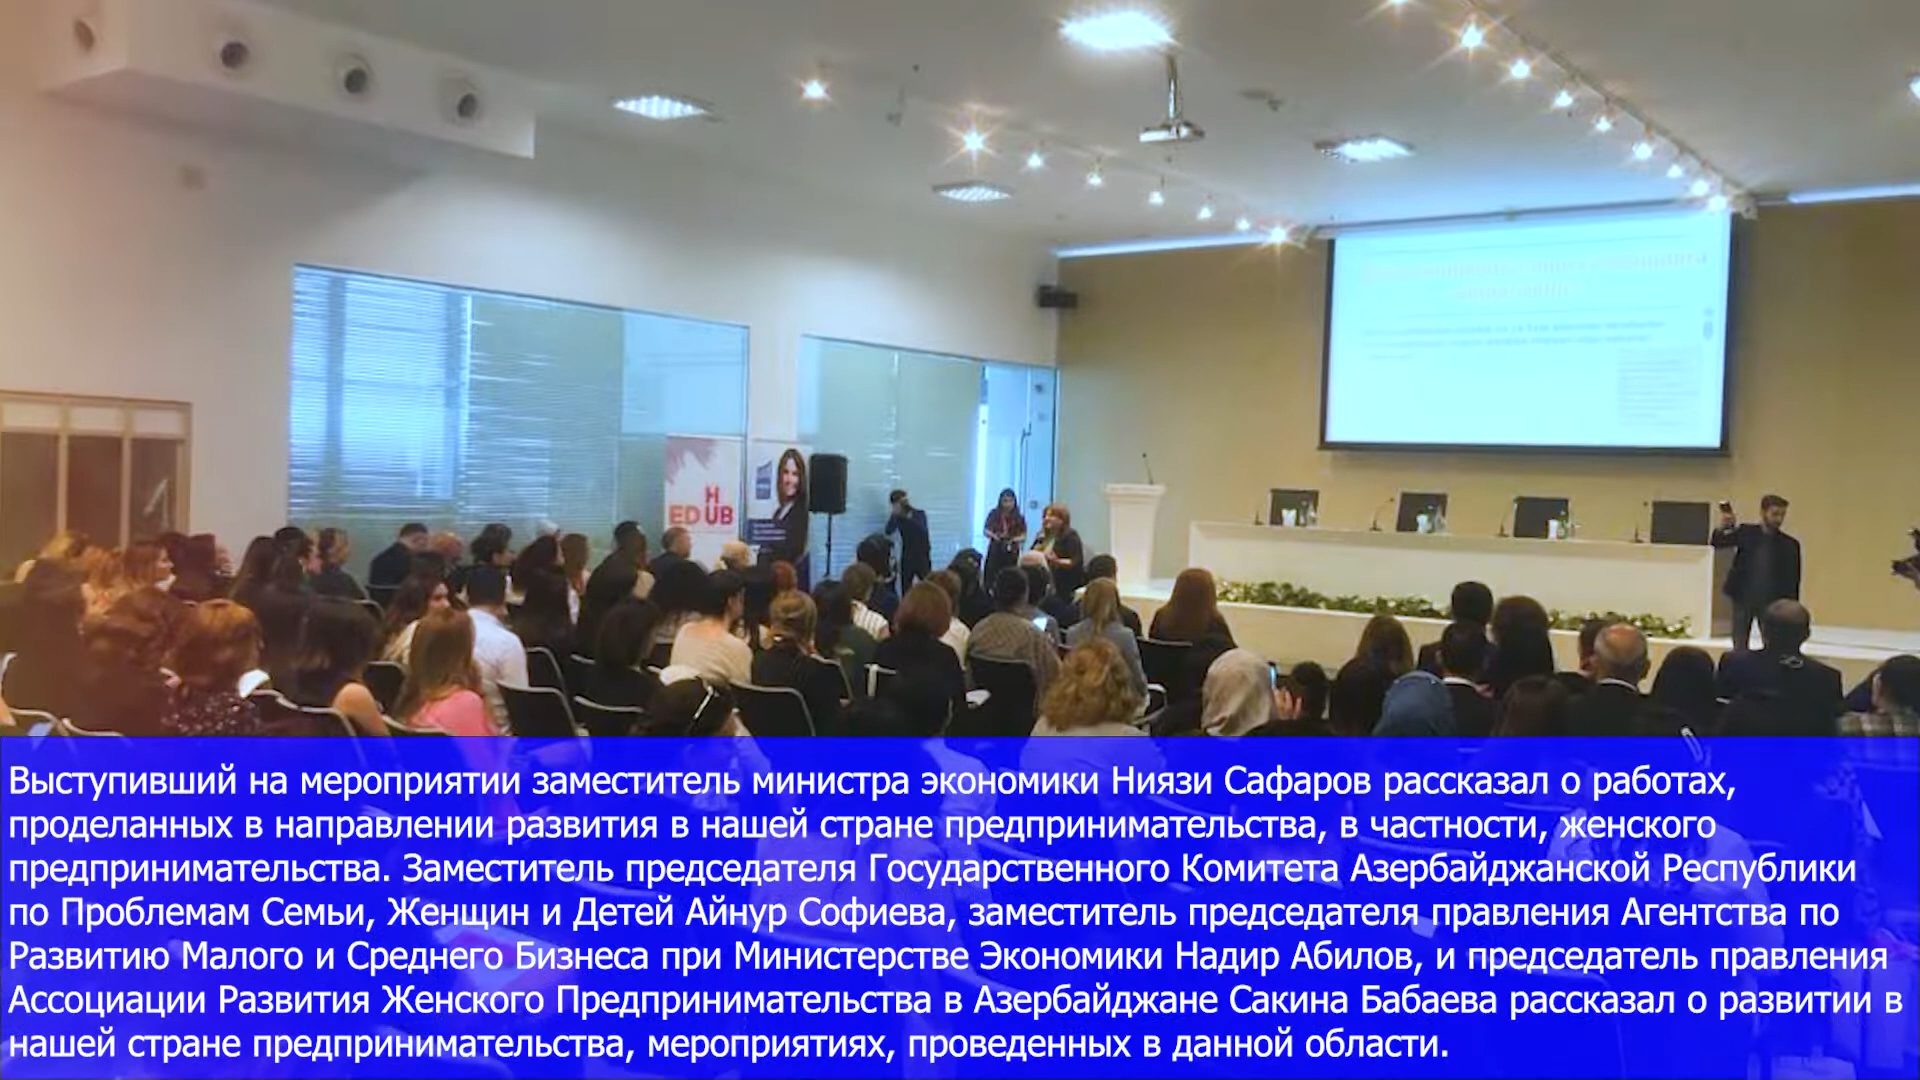 H
ED UB
Выступивший на мероприятии заместитель министра экономики Ниязи Сафаров рассказал о работах,
проделанных в направлении развития в нашей стране предпринимательства, в частности, женского
предпринимательства. Заместитель председателя Государственного Комитета Азербайджанской Республики
по Проблемам Семьи, Женщин и Детей Айнур Софиева, заместитель председателя правления Агентства по
Развитию Малого и Среднего Бизнеса при Министерстве Экономики Надир Абилов, и председатель правления
Ассоциации Развития Женского Предпринимательства в Азербайджане Сакина Бабаева рассказал о развитии в
нашей стране предпринимательства, мероприятиях, проведенных в данной области.